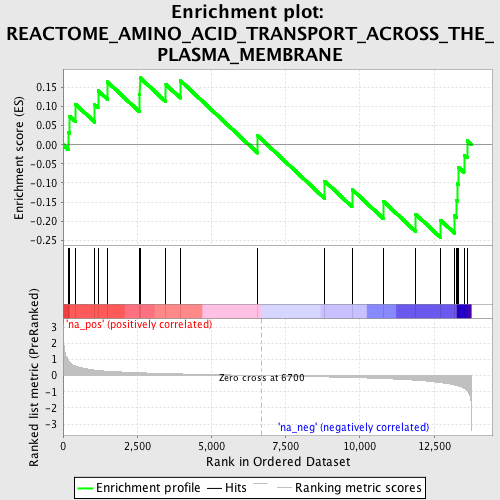 Enrichment plot:
REACTOME_AMINO_ACID_TRANSPORT_ACROSS_THE_
PLASMA_MEMBRANE
Enrichment score (ES)
0.15
0.10
0.05
0.00
-0.05
-0.10
-0.15
-0.20
-0.25
Ranked list metric (PreRanked)
'na_pos' (positively correlated)
3
2
1
0
-1
-2
-3
Zero cross at 6700
'na_neg' (negatively correlated)
0 2,500 5,000 7,500 10,000 12,500
Rank in Ordered Dataset
Enrichment profile Hits Ranking metric scores